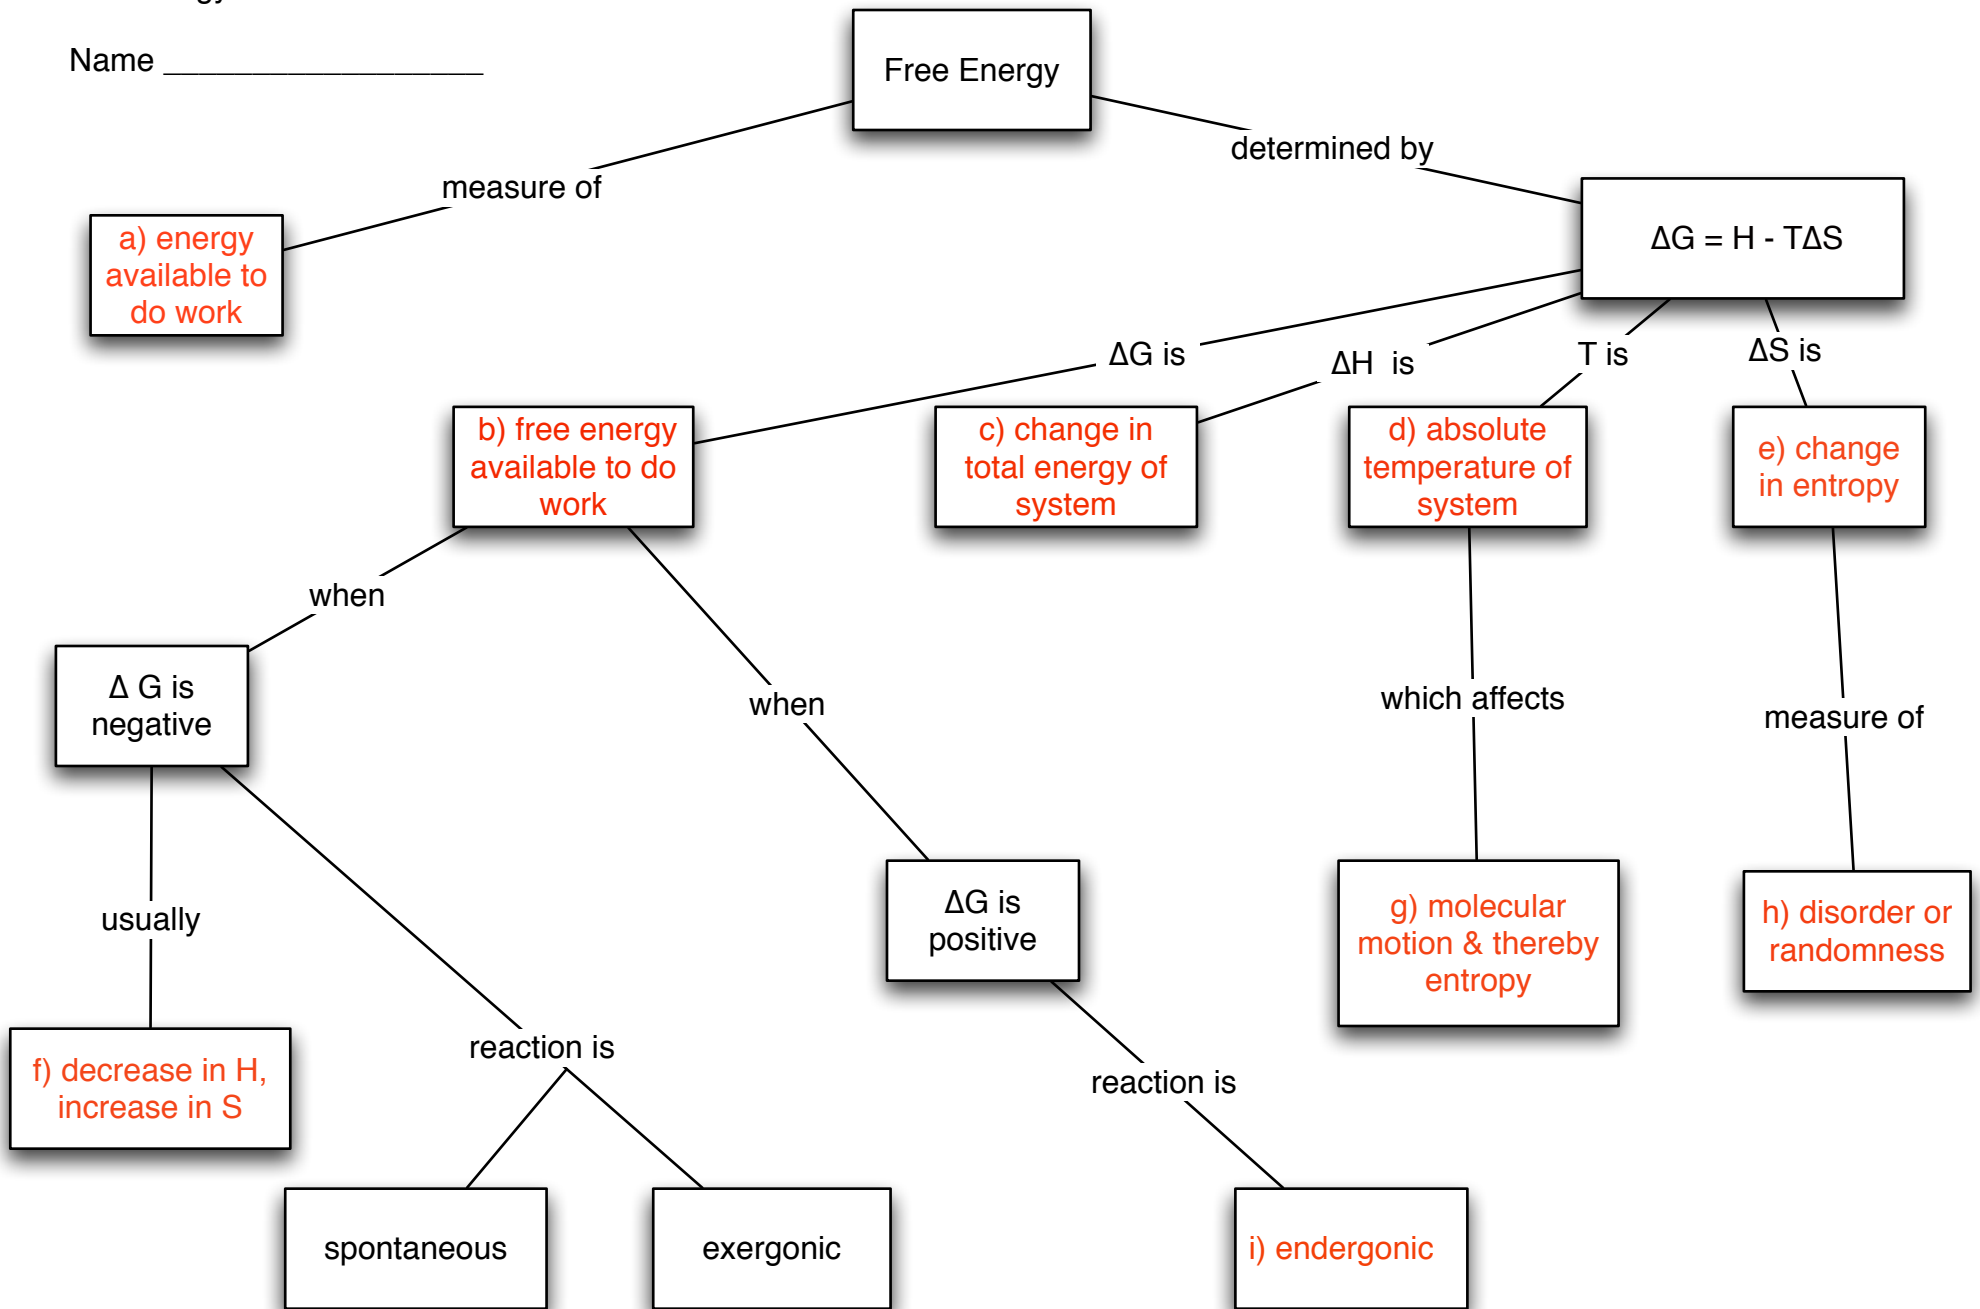 Name ___________________
Free Energy
measure of
determined by
a) energy
available to
do work
ΔG = H - TΔS
ΔG is
ΔH  is
T is
ΔS is
b) free energy
available to do
work
c) change in
total energy of
system
d) absolute
temperature of
system
e) change
in entropy
when
when
which affects
measure of
Δ G is
negative
usually
ΔG is
positive
g) molecular
motion & thereby
entropy
h) disorder or
randomness
f) decrease in H,
increase in S
reaction is
reaction is
spontaneous
exergonic
i) endergonic